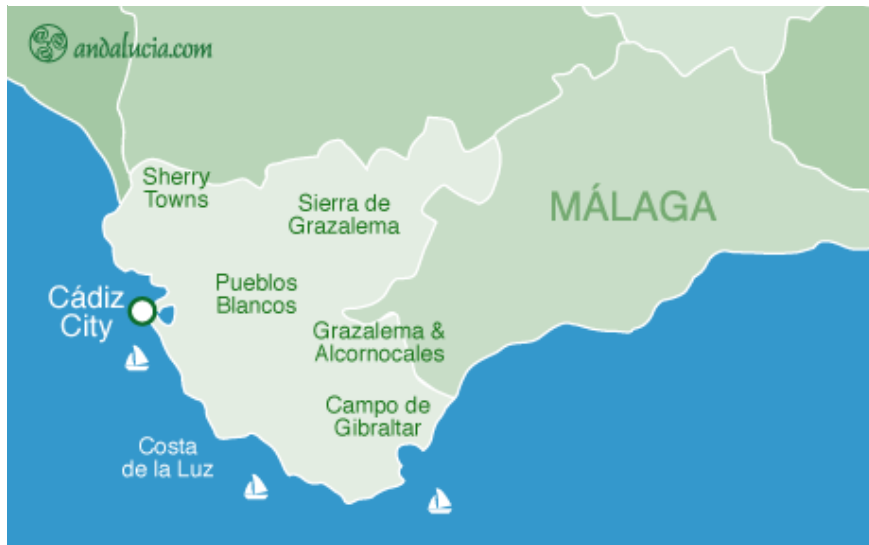 andalucia.com
Sherry
Towns
Sierra de
Grazalema
MÁLAGA
Pueblos
Blancos
Cádiz
City
Grazalema &
Alcornocales
Campo de
Gibraltar
Costa
de la Luz